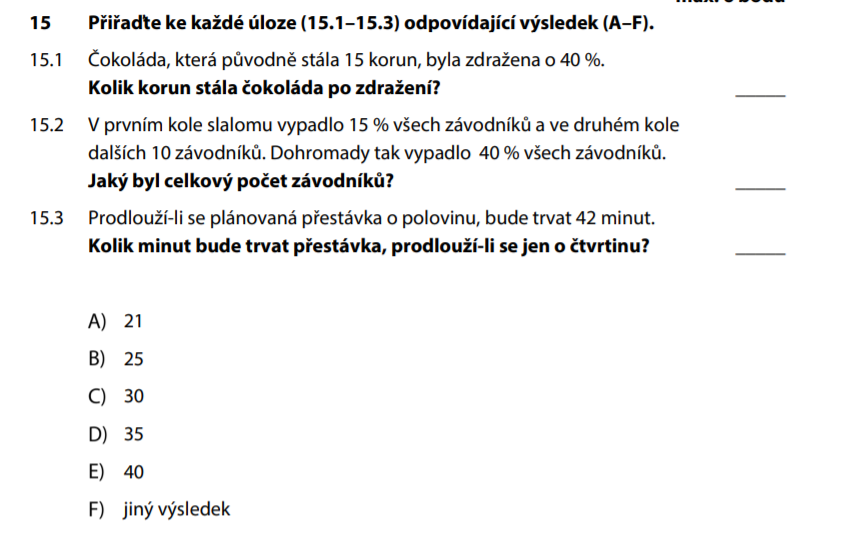 15 Přiřaďte ke každé úloze (15.1–15.3) odpovídající výsledek (A–F).
15.1 Čokoláda, která původně stála 15 korun, byla zdražena o 40 %.
Kolik korun stála čokoláda po zdražení?
15.2 V prvním kole slalomu vypadlo 15 % všech závodníků a ve druhém kole
dalších 10 závodníků. Dohromady tak vypadlo 40 % všech závodníků.
Jaký byl celkový počet závodníků?
15.3 Prodlouží-li se plánovaná přestávka o polovinu, bude trvat 42 minut.
Kolik minut bude trvat přestávka, prodlouží-li se jen o čtvrtinu?
A) 21
B) 25
C) 30
D) 35
E) 40
F) jiný výsledek